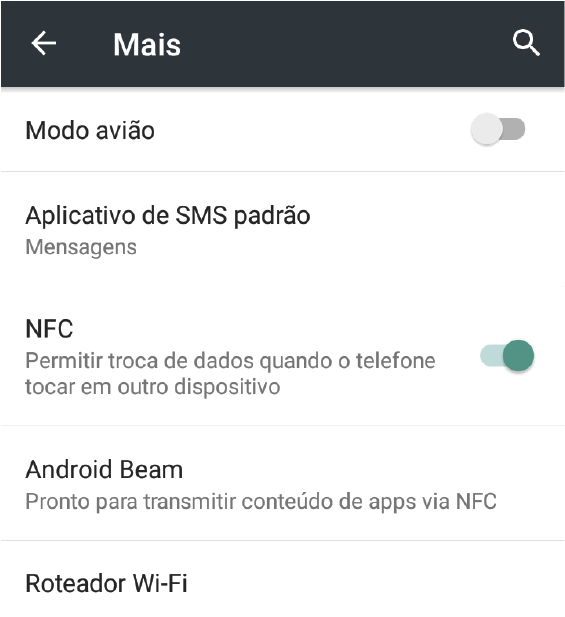 Mais
Modo avião
Aplicativo de SMS padrão
Mensagens
NFC
Permitir troca de dados quando o telefone
tocar em outro dispositivo
Android Beam
Pronto para transmitir conteúdo de apps via NFC
Roteador Wi-Fi